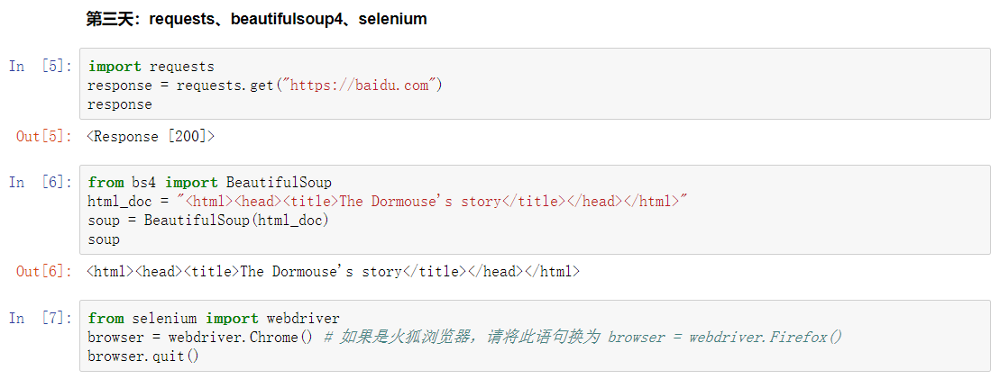 第三天：requests、beautifulsoup4、selenium
In [5]: import requests
response = requests.get("https://baidu.com")
response
Out[5]: <Response [200]>
In [6]: from bs4 import BeautifulSoup
html_doc = "<html><head><title>The Dormouse's story</title></head></html>"
soup = BeautifulSoup(html_doc)
soup
Out[6]: <html><head><title>The Dormouse's story</title></head></html>
In [7]: from selenium import webdriver
browser = webdriver.Chrome() # 如果是火狐浏览器，请将此语句换为 browser = webdriver.Firefox()
browser.quit()